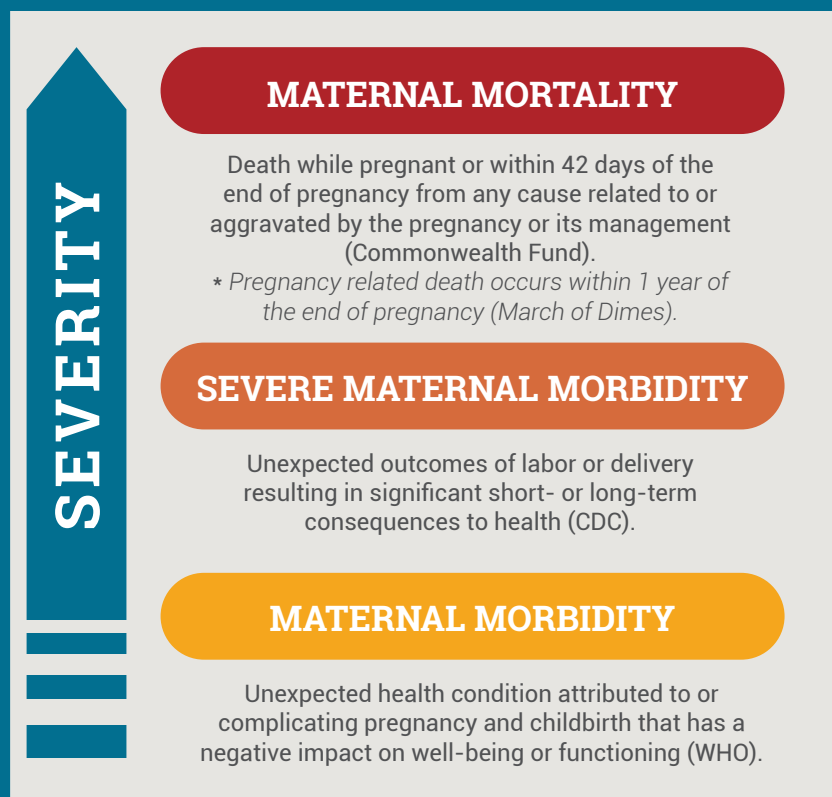 SEVERITY
MATERNAL MORTALITY
Death while pregnant or within 42 days of the
end of pregnancy from any cause related to or
aggravated by the pregnancy or its management
(Commonwealth Fund).
* Pregnancy related death occurs within 1 year of
the end of pregnancy (March of Dimes).
SEVERE MATERNAL MORBIDITY
Unexpected outcomes of labor or delivery
resulting in significant short- or long-term
consequences to health (CDC).
MATERNAL MORBIDITY
Unexpected health condition attributed to or
complicating pregnancy and childbirth that has a
negative impact on well-being or functioning (WHO).